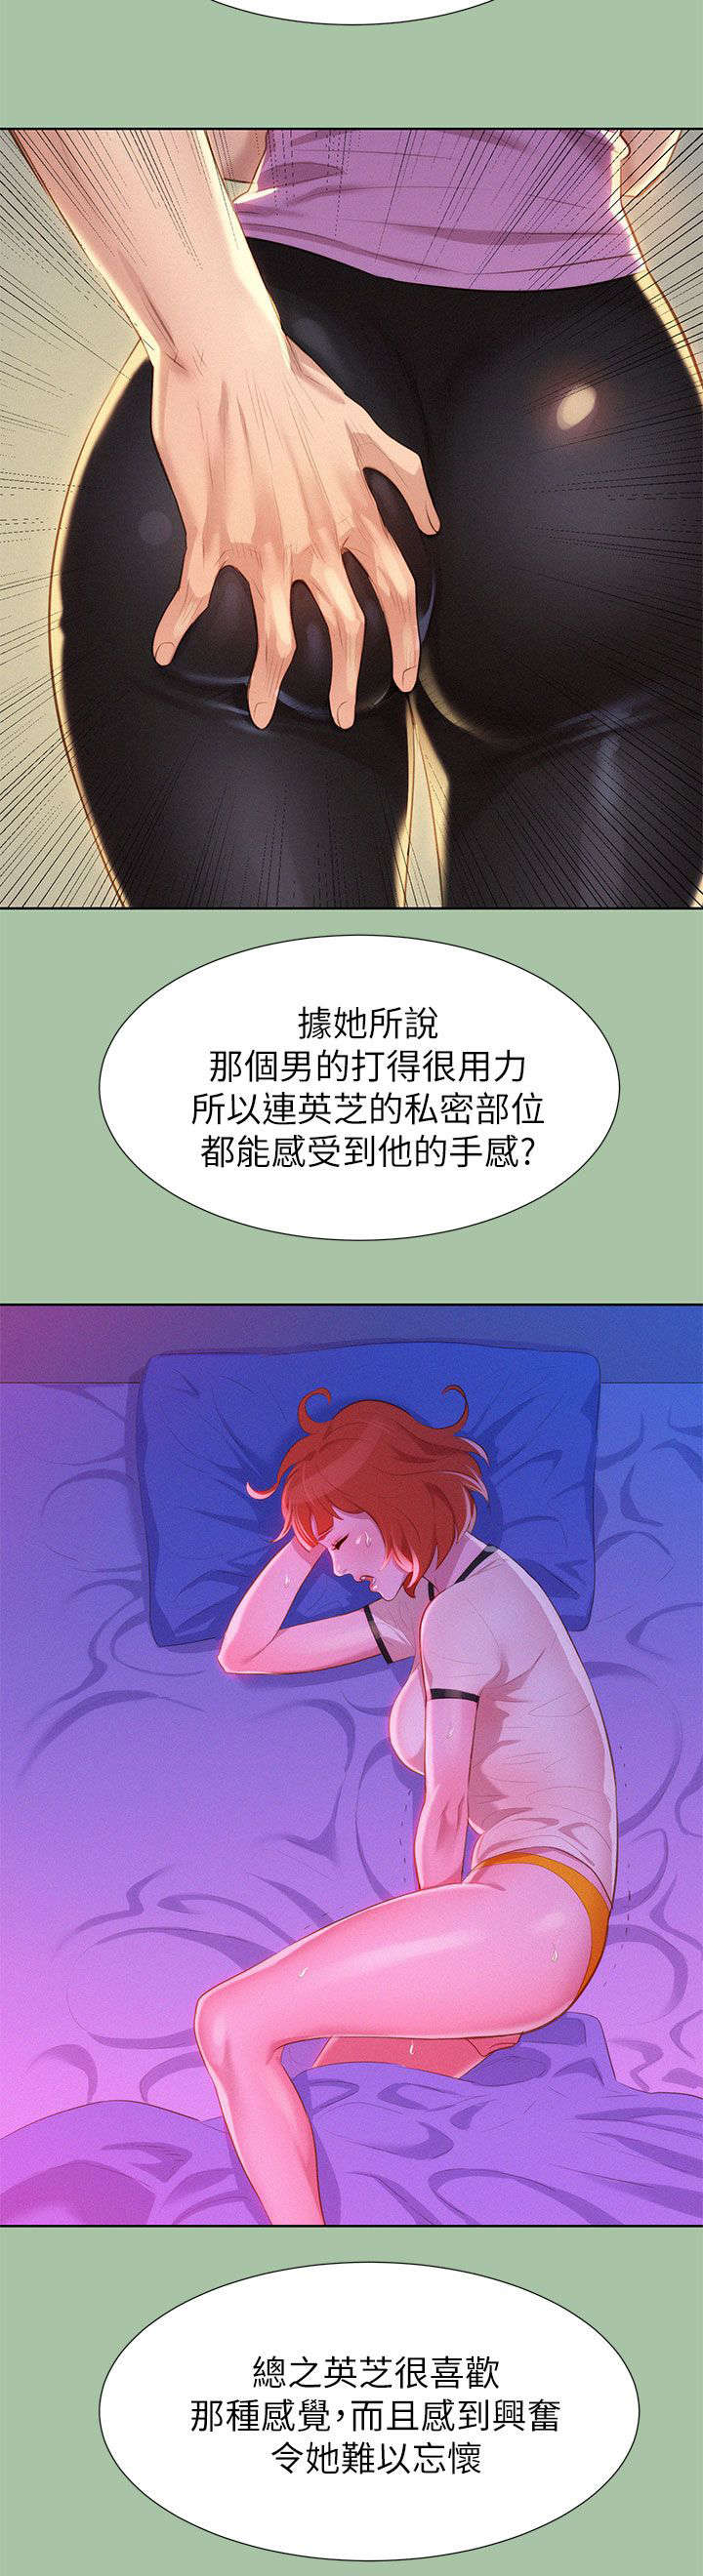 據她所說
那個男的打得很用力
所以連英芝的私密部位
都能感受到他的手感?
總之英芝很喜歡
那種感覺,而且感到興奮
令她難以忘懷